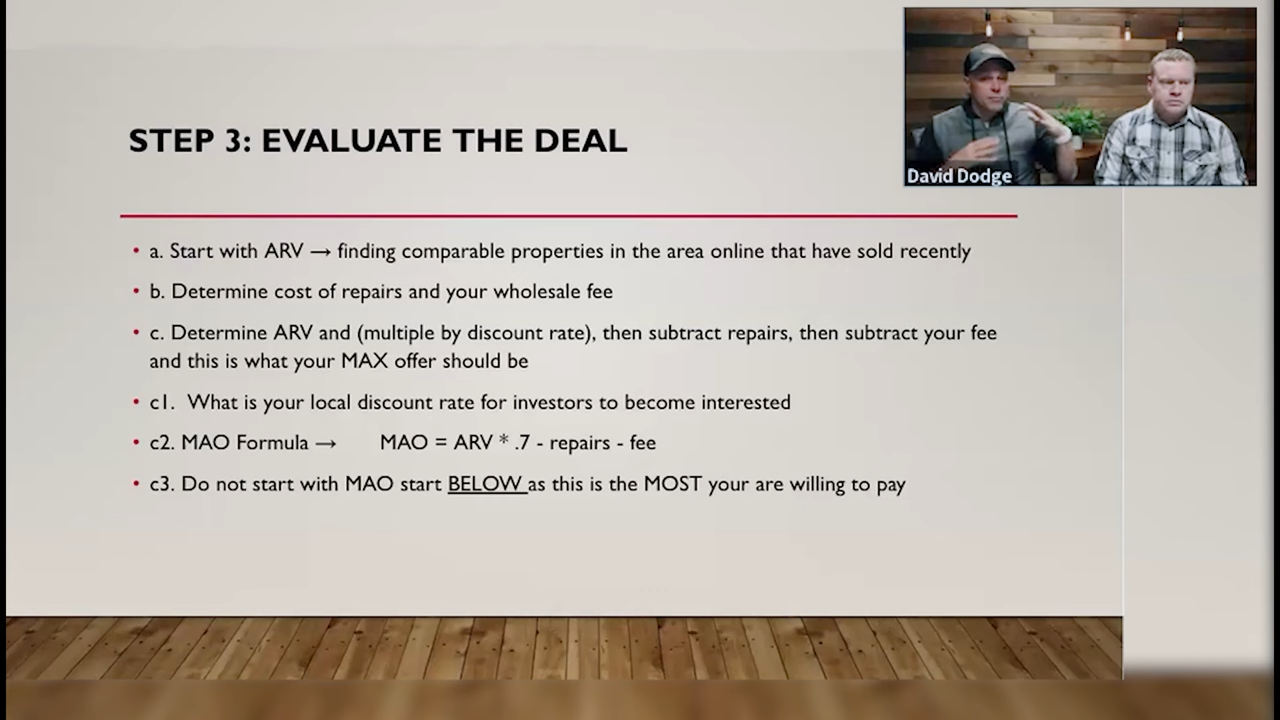 STEP 3: EVALUATE THE DEAL
David Dodge
• a. Start with ARV → finding comparable properties in the area online that have sold recently
• b. Determine cost of repairs and your wholesale fee
• c. Determine ARV and (multiple by discount rate), then subtract repairs, then subtract your fee
and this is what your MAX offer should be
• c1. What is your local discount rate for investors to become interested
• c2. MAO Formula → MAO = ARV * .7 - repairs - fee
• c3. Do not start with MAO start BELOW as this is the MOST your are willing to pay